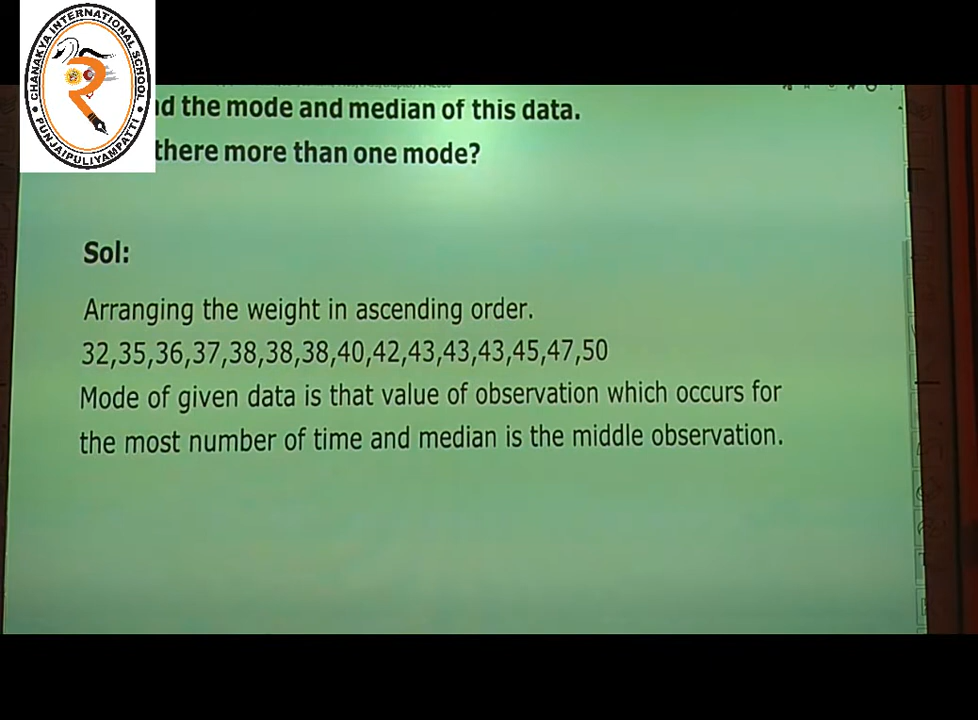 CHANAKYA INTERNATIONAL SCHOOL
PUNJAIPULIYAMPATTI
the mode and median of this data.
there more than one mode?
Sol:
Arranging the weight in ascending order.
32,35,36,37,38,38,38,40,42,43,43,43,45,47,50
Mode of given data is that value of observation which occurs for
the most number of time and median is the middle observation.